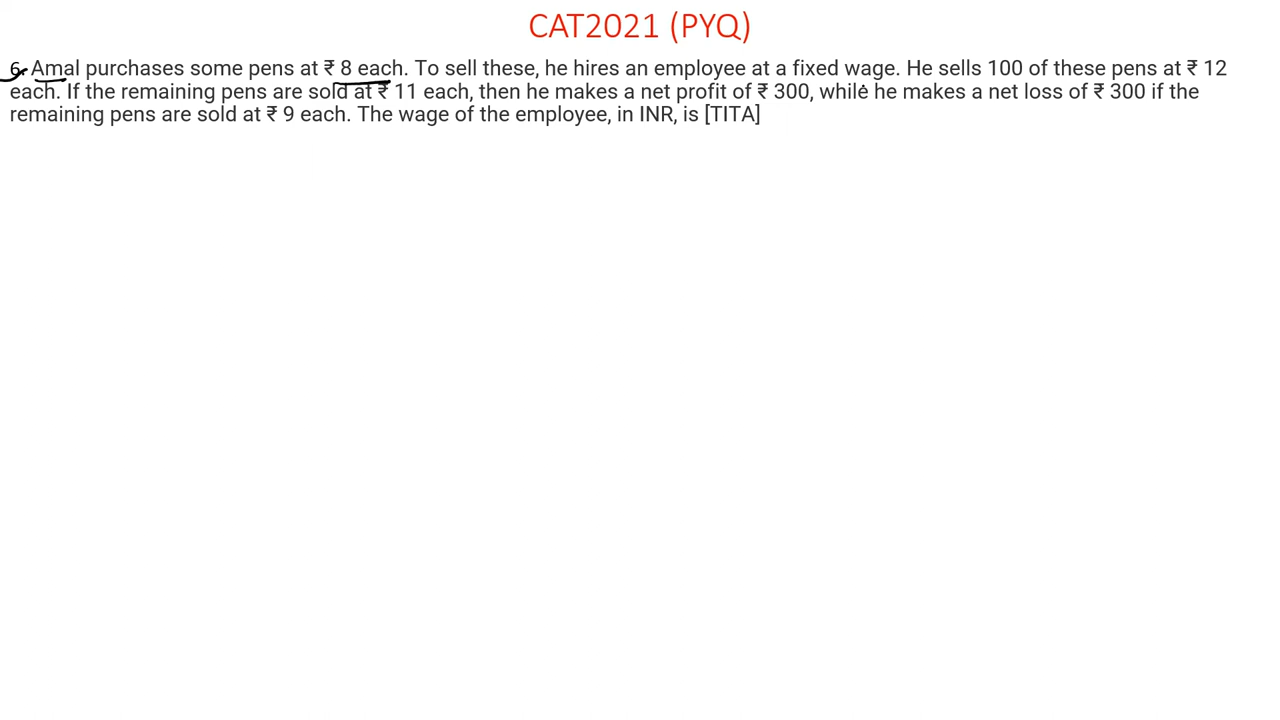 CAT2021 (PYQ)
6. Amal purchases some pens at ₹ 8 each. To sell these, he hires an employee at a fixed wage. He sells 100 of these pens at ₹ 12
each. If the remaining pens are sold at ₹ 11 each, then he makes a net profit of ₹ 300, while he makes a net loss of ₹ 300 if the
remaining pens are sold at ₹ 9 each. The wage of the employee, in INR, is [TITA]